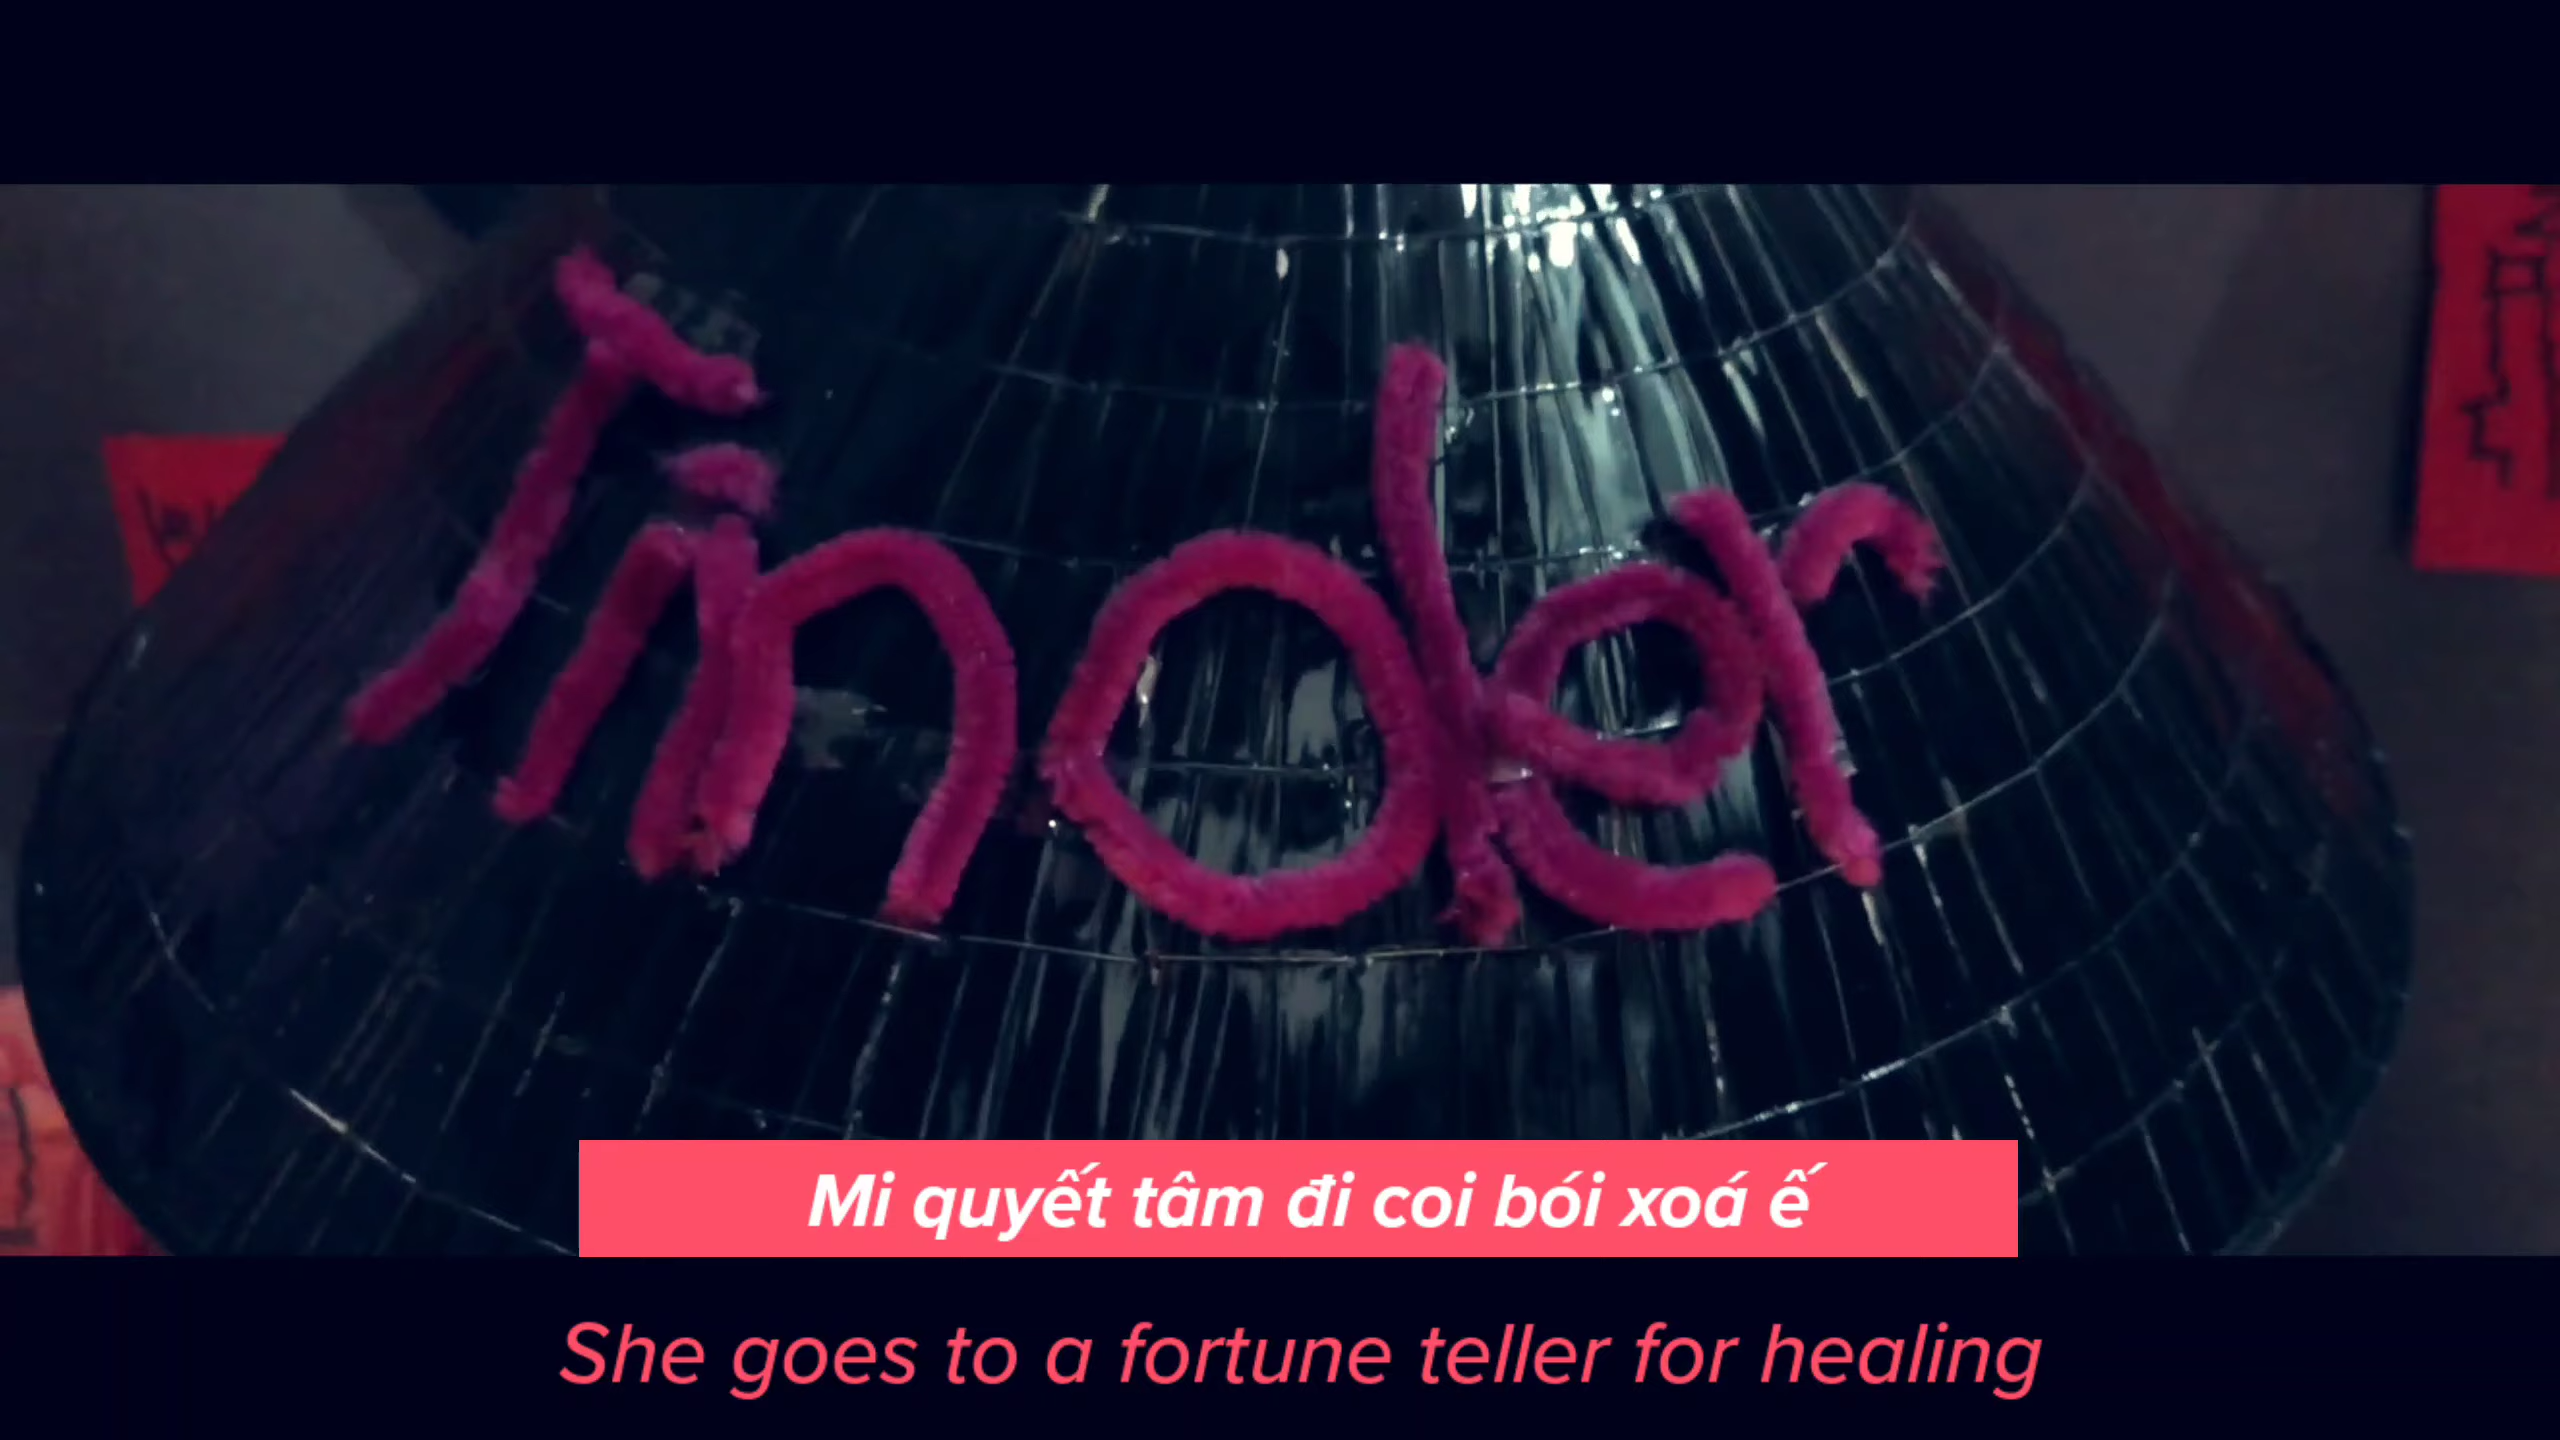 Tinder
Mi quyết tâm đi coi bói xoá ế
She goes to a fortune teller for healing